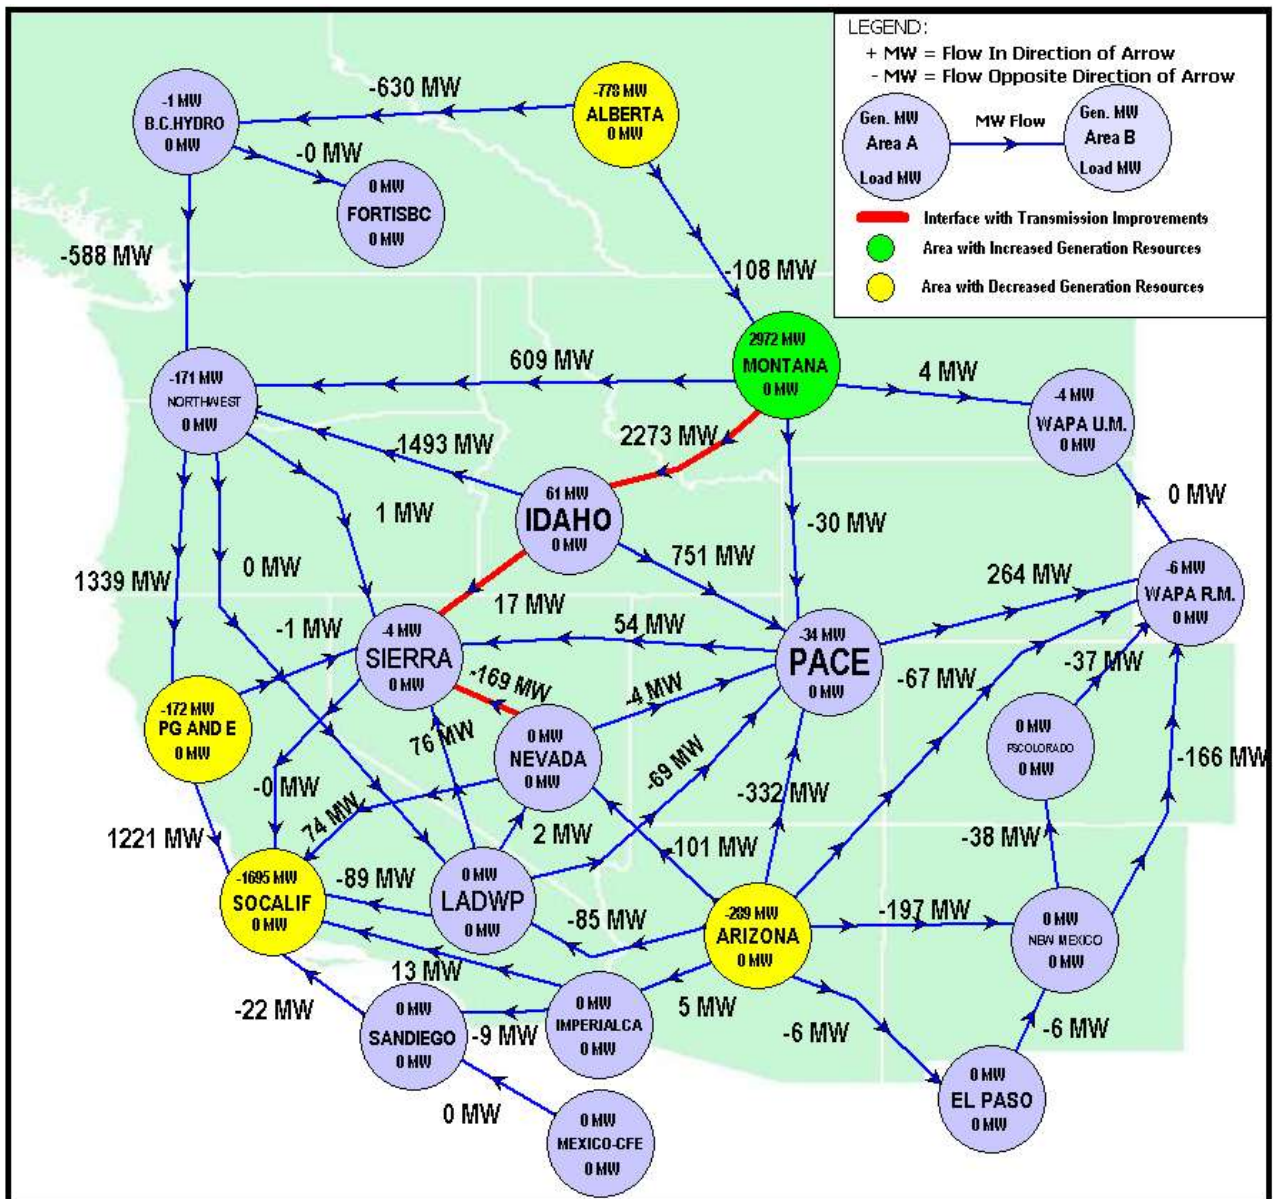 LEGEND:
+ MW = Flow In Direction of Arrow
- MW = Flow Opposite Direction of Arrow
Gen. MW
Area A
Load MW
MW Flow
Gen. MW
Area B
Load MW
Interface with Transmission Improvements
Area with Increased Generation Resources
Area with Decreased Generation Resources
-1 MW
B.C.HYDRO
0 MW
-630 MW
-778 MW
ALBERTA
0 MW
-0 MW
0 MW
FORTISBC
0 MW
-588 MW
-108 MW
2972 MW
MONTANA
0 MW
609 MW
4 MW
-171 MW
NORTHWEST
0 MW
-4 MW
WAPA U.M.
0 MW
1493 MW
2273 MW
61 MW
IDAHO
0 MW
1 MW
-30 MW
0 MW
1339 MW
0 MW
751 MW
264 MW
-6 MW
WAPA R.M.
0 MW
17 MW
-1 MW
54 MW
-4 MW
SIERRA
0 MW
-34 MW
PACE
0 MW
-37 MW
-67 MW
-169 MW
-4 MW
-172 MW
PG AND E
0 MW
76 MW
0 MW
NEVADA
0 MW
0 MW
PSCOLORADO
0 MW
-166 MW
-0 MW
74 MW
-69 MW
-332 MW
1221 MW
2 MW
-101 MW
-38 MW
-1695 MW
SOCALIF
0 MW
-89 MW
0 MW
LADWP
0 MW
-85 MW
-289 MW
ARIZONA
0 MW
-197 MW
0 MW
NEW MEXICO
0 MW
13 MW
-22 MW
0 MW
SANDIEGO
0 MW
-9 MW
0 MW
IMPERIALCA
0 MW
5 MW
-6 MW
-6 MW
0 MW
EL PASO
0 MW
0 MW
0 MW
MEXICO-CFE
0 MW